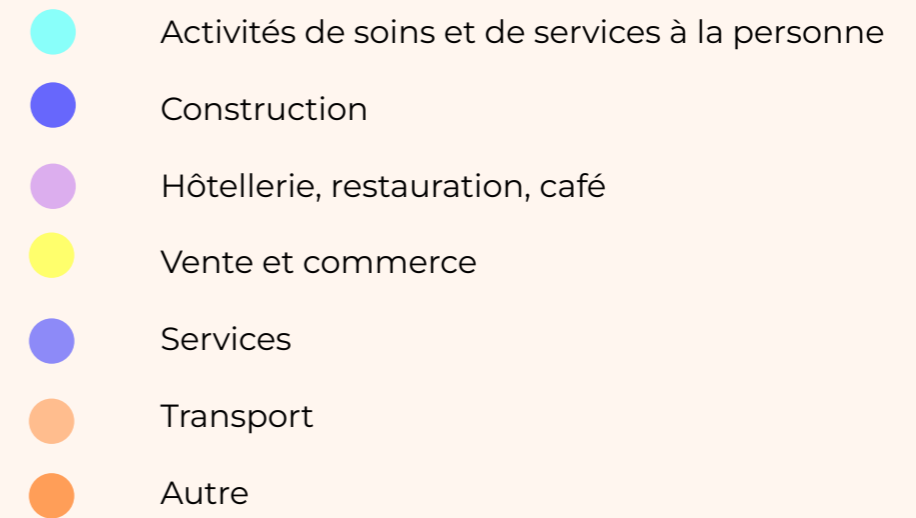 Activités de soins et de services à la personne
Construction
Hôtellerie, restauration, café
Vente et commerce
Services
Transport
Autre